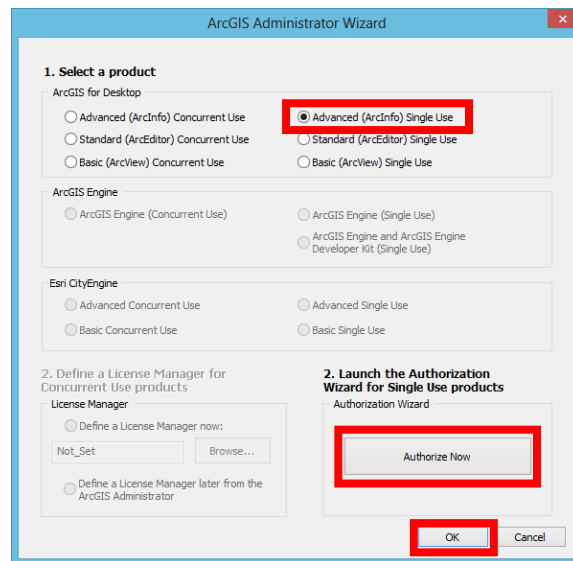 ArcGIS Administrator Wizard
1. Select a product
ArcGIS for Desktop
Advanced (ArcInfo) Concurrent Use
Advanced (ArcInfo) Single Use
Standard (ArcEditor) Concurrent Use
Standard (ArcEditor) Single Use
Basic (ArcView) Concurrent Use
Basic (ArcView) Single Use
ArcGIS Engine
ArcGIS Engine (Concurrent Use)
ArcGIS Engine (Single Use)
ArcGIS Engine and ArcGIS Engine
Developer Kit (Single Use)
Esri CityEngine
Advanced Concurrent Use
Advanced Single Use
Basic Concurrent Use
Basic Single Use
2. Define a License Manager for
Concurrent Use products
License Manager
Define a License Manager now:
Not_Set
Browse...
Define a License Manager later from the
ArcGIS Administrator
2. Launch the Authorization
Wizard for Single Use products
Authorization Wizard
Authorize Now
OK
Cancel